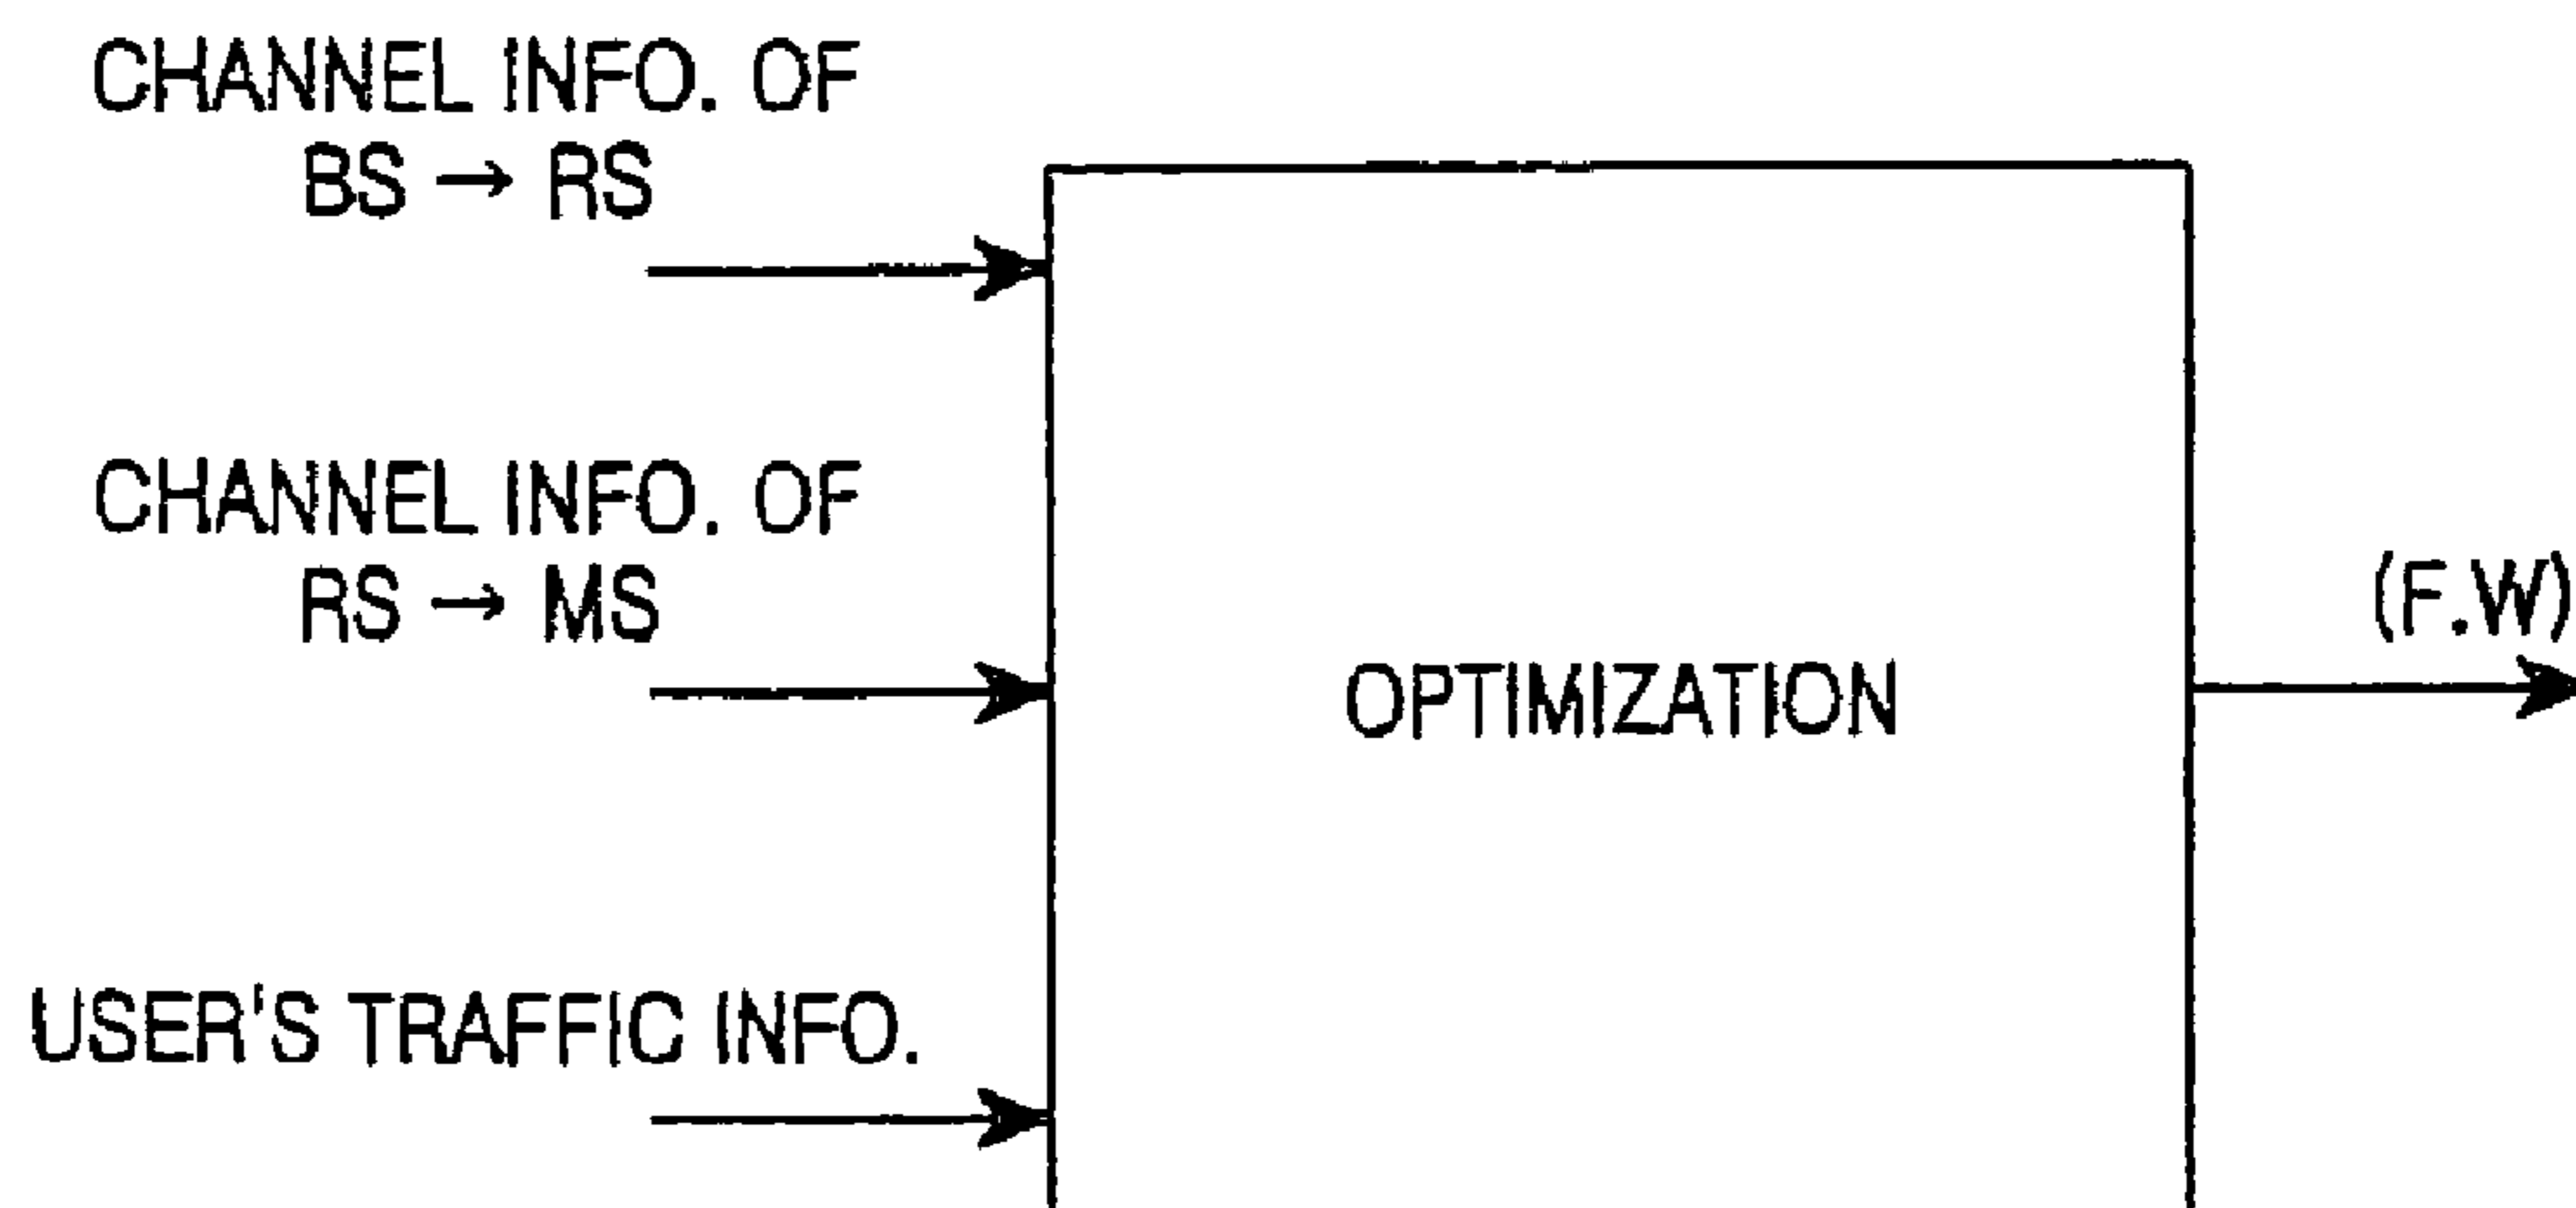 CHANNEL INFO. OF
BS → RS
CHANNEL INFO. OF
RS → MS
USER'S TRAFFIC INFO.
OPTIMIZATION
(F.W)